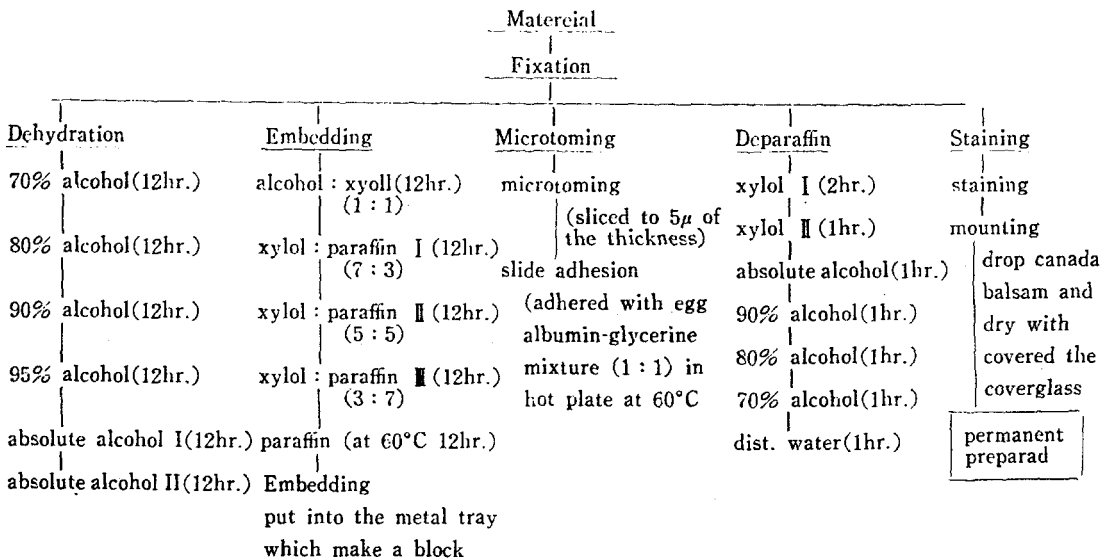 Matereial
Fixation
Dehydration
70% alcohol(12hr.)
80% alcohol(12hr.)
90% alcohol(12hr.)
95% alcohol(12hr.)
absolute alcohol I(12hr.)
absolute alcohol II(12hr.)
Embedding
alcohol : xyoll(12hr.)
(1 : 1)
xylol : paraffin I (12hr.)
(7 : 3)
xylol : paraffin II (12hr.)
(5 : 5)
xylol : paraffin III (12hr.)
(3 : 7)
paraffin (at 60°C 12hr.)
Embedding
put into the metal tray
which make a block
Microtoming
microtoming
(sliced to 5μ of
the thickness)
slide adhesion
(adhered with egg
albumin-glycerine
mixture (1 : 1) in
hot plate at 60°C
Deparaffin
xylol I (2hr.)
xylol II (1hr.)
absolute alcohol(1hr.)
90% alcohol(1hr.)
80% alcohol(1hr.)
70% alcohol(1hr.)
dist. water(1hr.)
Staining
staining
mounting
drop canada
balsam and
dry with
covered the
coverglass
permanent
preparad